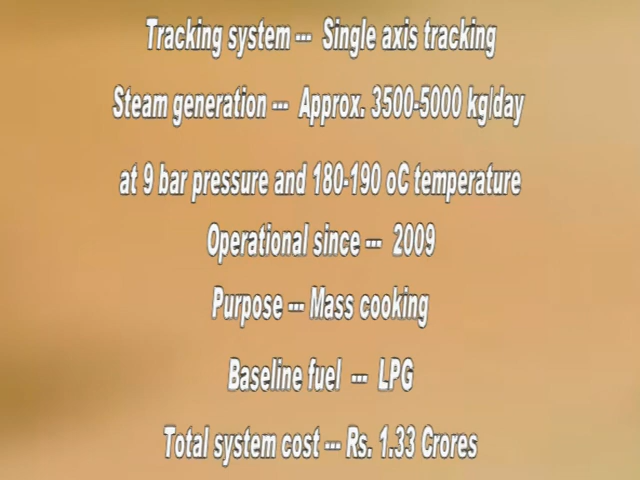 Tracking system --- Single axis tracking
Steam generation --- Approx. 3500-5000 kg/day
at 9 bar pressure and 180-190 oC temperature
Operational since --- 2009
Purpose --- Mass cooking
Baseline fuel --- LPG
Total system cost --- Rs. 1.33 Crores